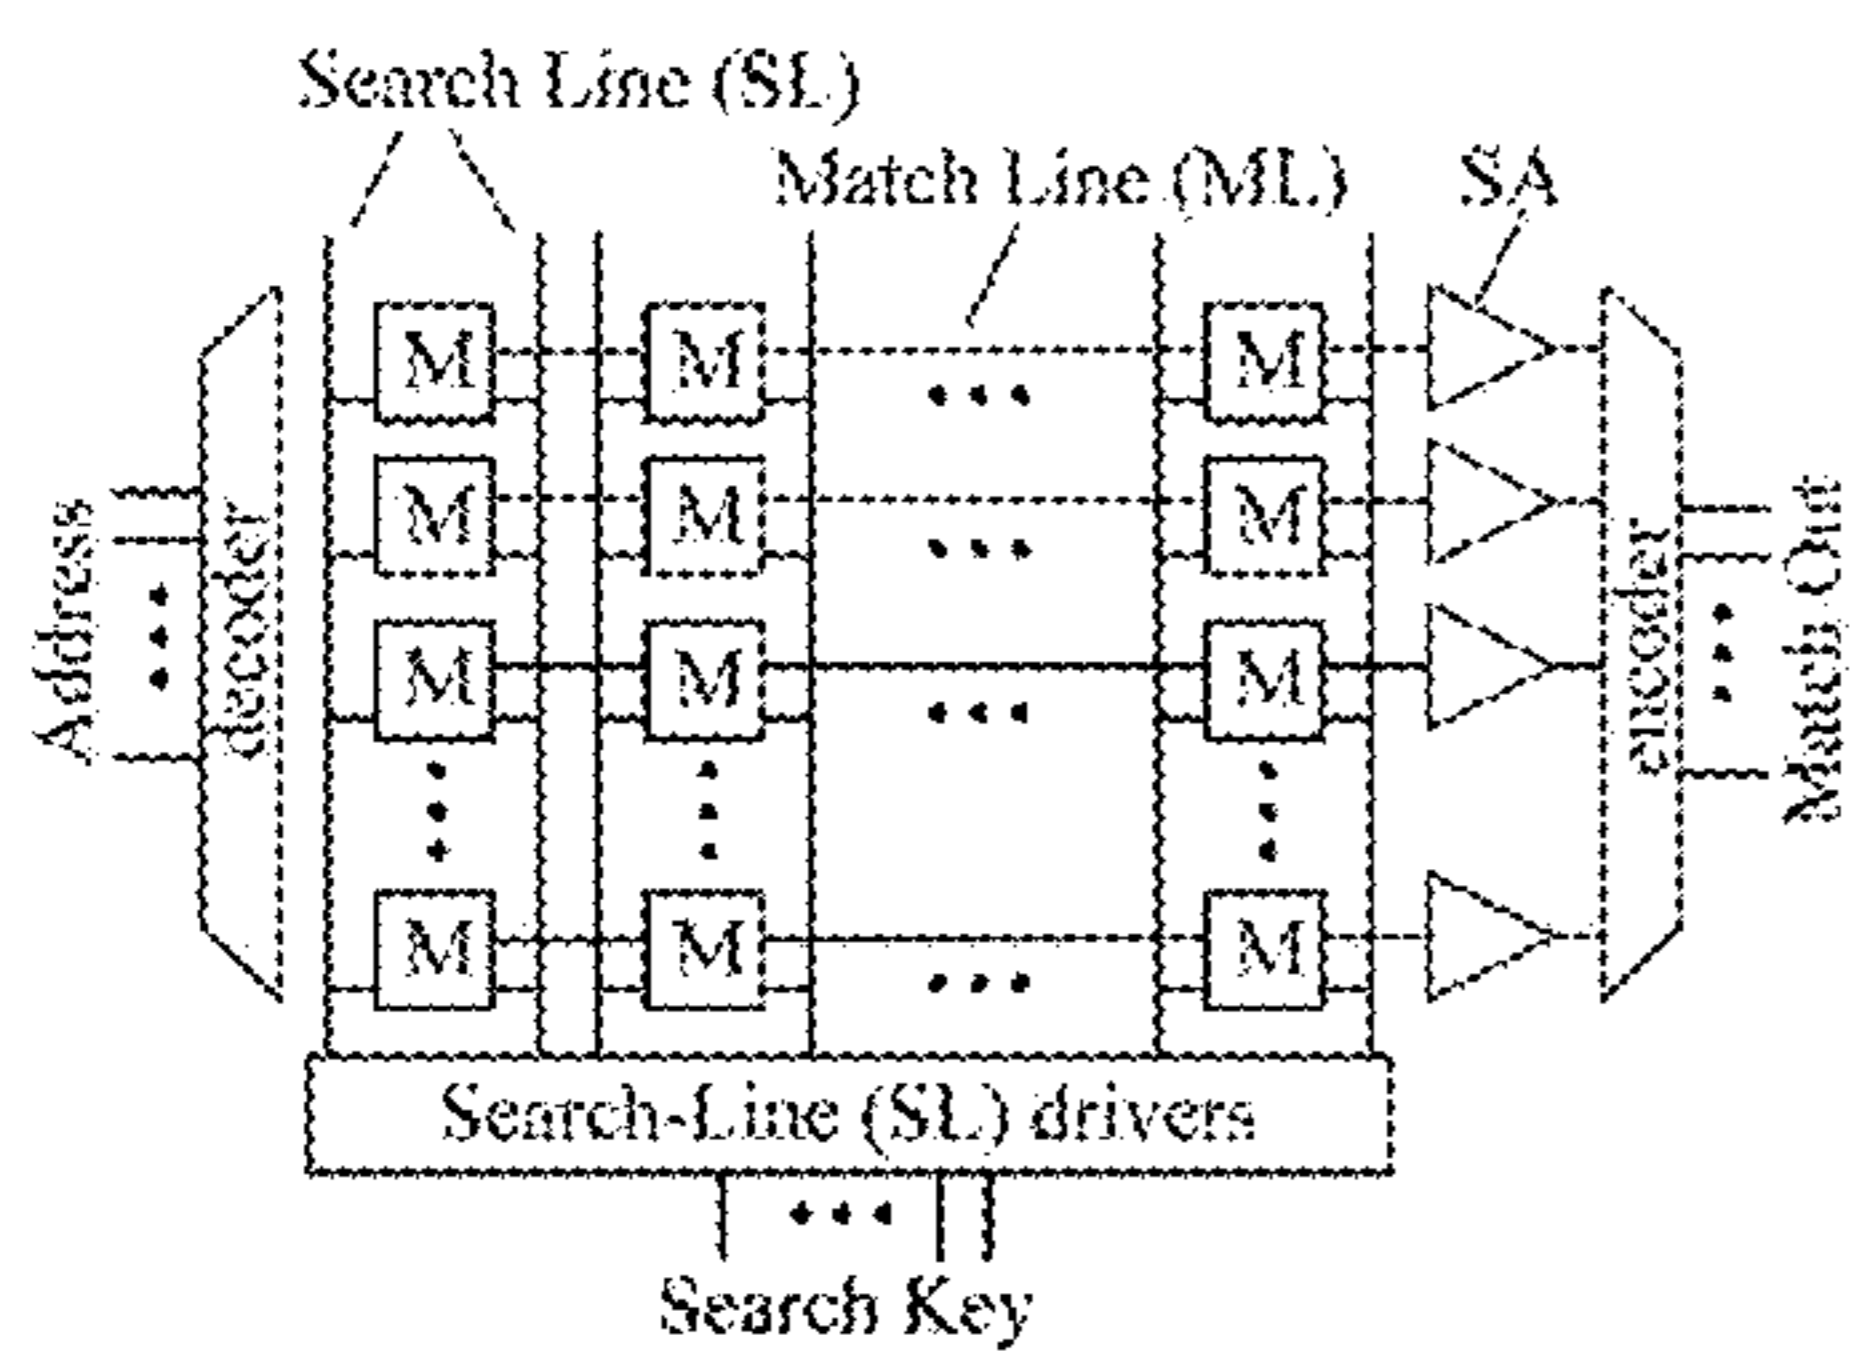 Search Line (SL)
Match Line (ML)
SA
M M M
M M M
M M M
M M M
Address
decoder
encoder
Match Out
Search-Line (SL) drivers
Search Key